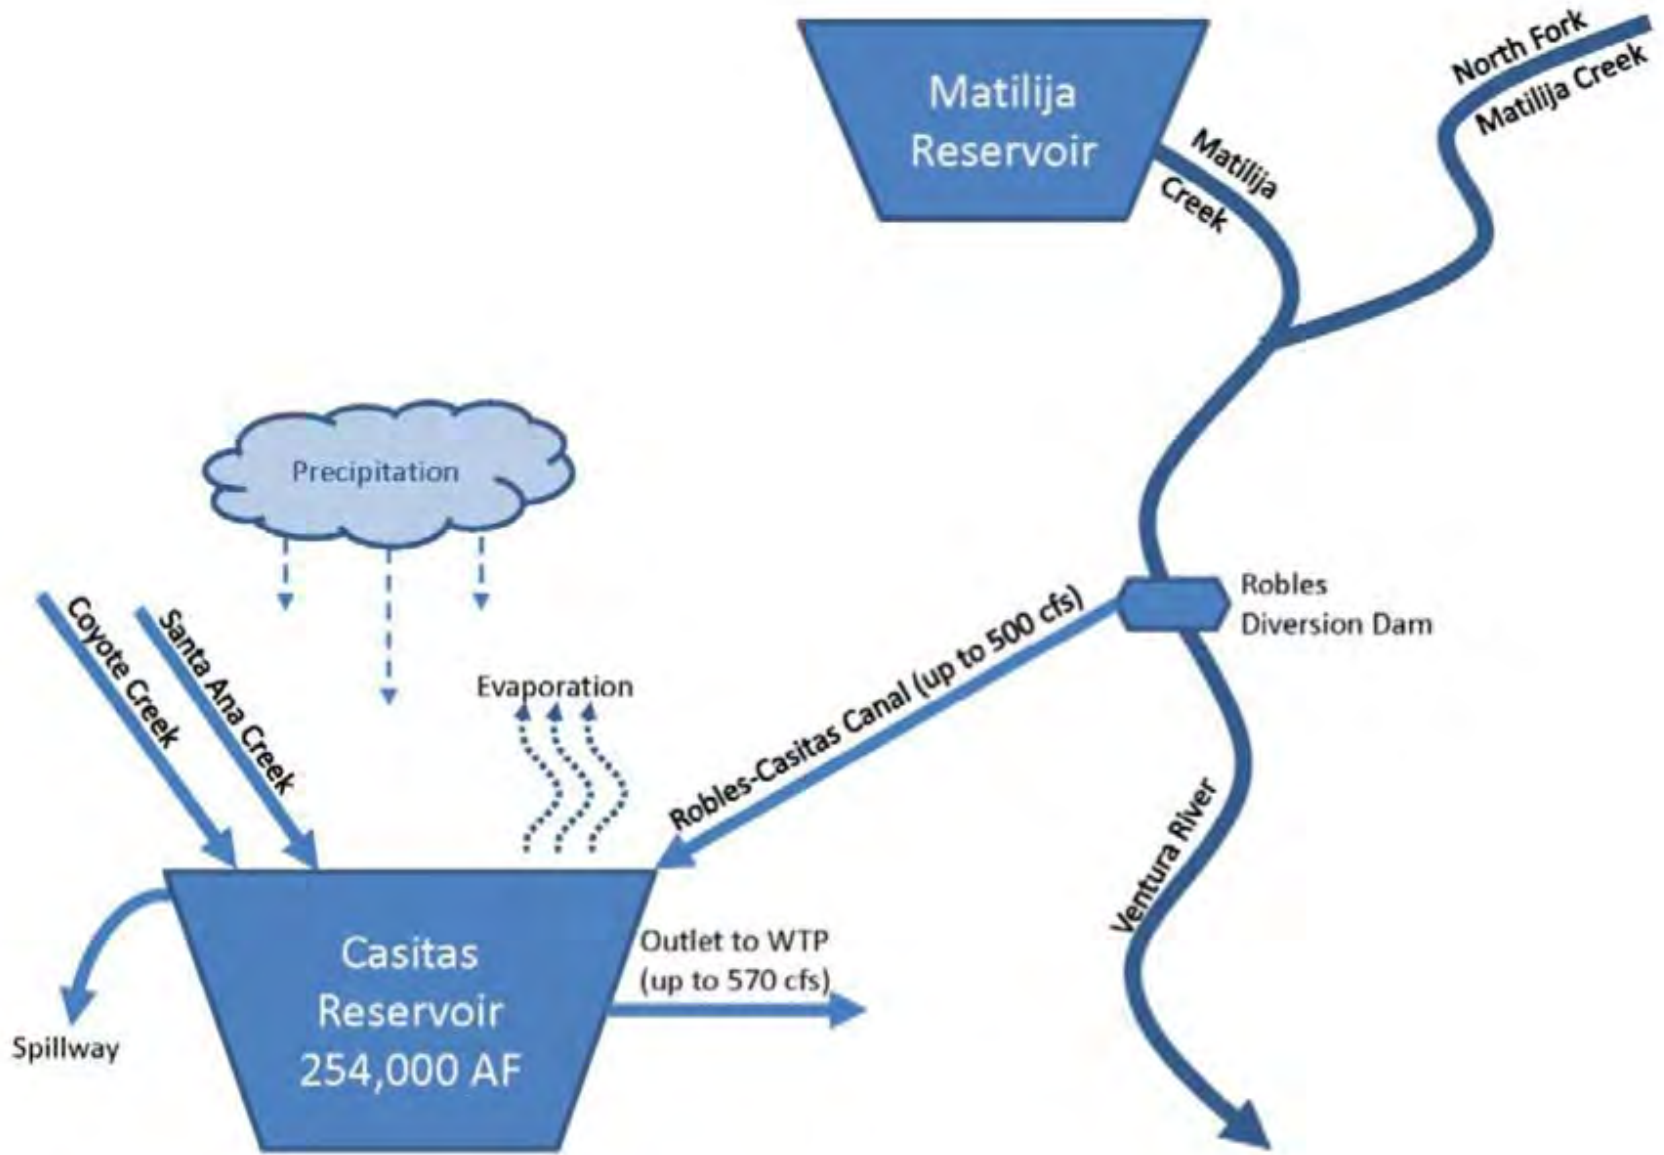 Matilija
Reservoir
North Fork
Matilija Creek
Matilija
Creek
Precipitation
Robles
Diversion Dam
Coyote Creek
Santa Ana Creek
Evaporation
Robles-Casitas Canal (up to 500 cfs)
Ventura River
Casitas
Reservoir
254,000 AF
Outlet to WTP
(up to 570 cfs)
Spillway